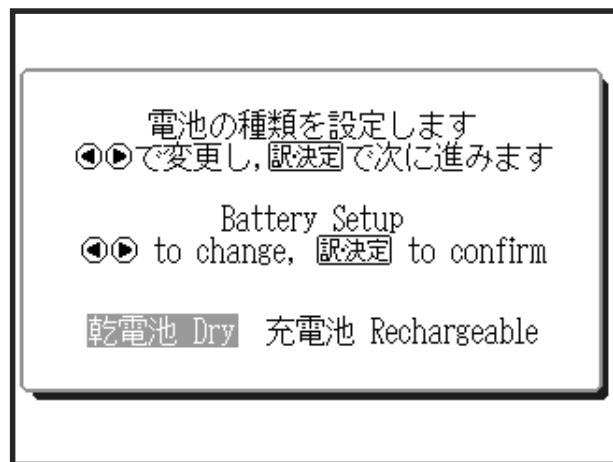 電池の種類を設定します
◀▶で変更し,訳・決定で次に進みます
Battery Setup
◀▶ to change, 訳・決定 to confirm
乾電池 Dry 充電池 Rechargeable